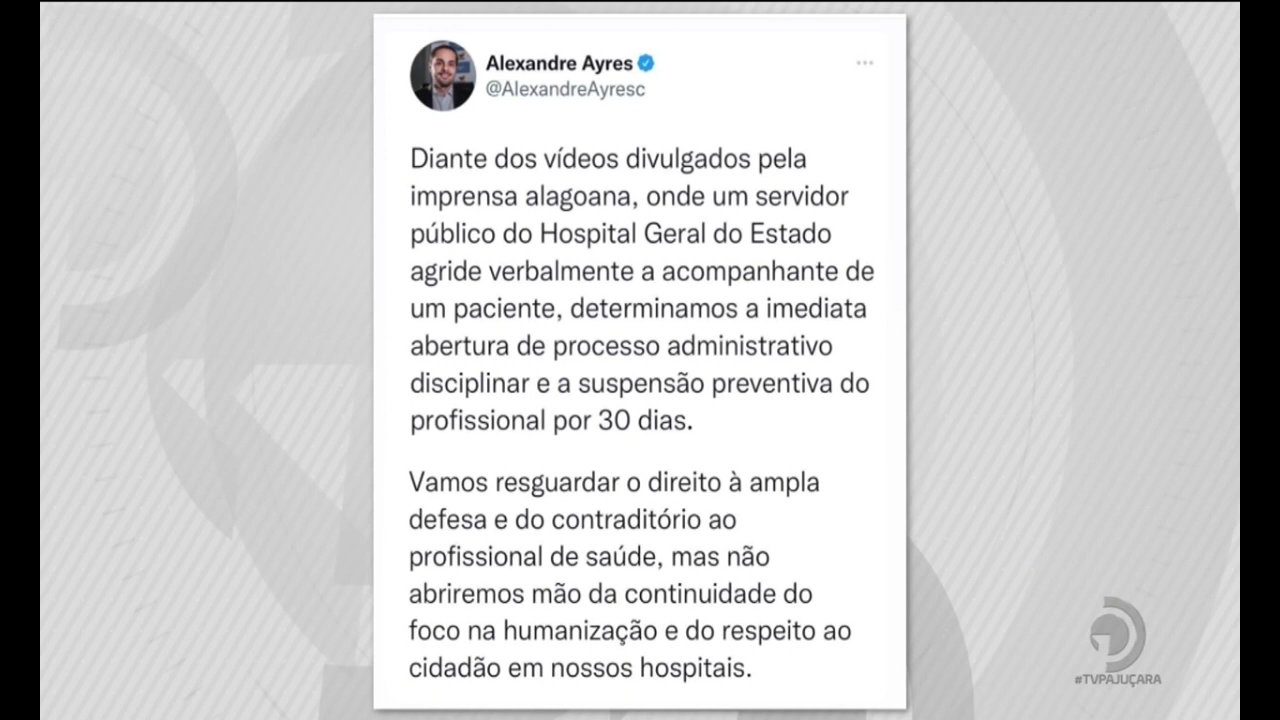 Alexandre Ayres
@AlexandreAyresc
Diante dos vídeos divulgados pela
imprensa alagoana, onde um servidor
público do Hospital Geral do Estado
agride verbalmente a acompanhante de
um paciente, determinamos a imediata
abertura de processo administrativo
disciplinar e a suspensão preventiva do
profissional por 30 dias.
Vamos resguardar o direito à ampla
defesa e do contraditório ao
profissional de saúde, mas não
abriremos mão da continuidade do
foco na humanização e do respeito ao
cidadão em nossos hospitais.
#TVPAJUÇARA